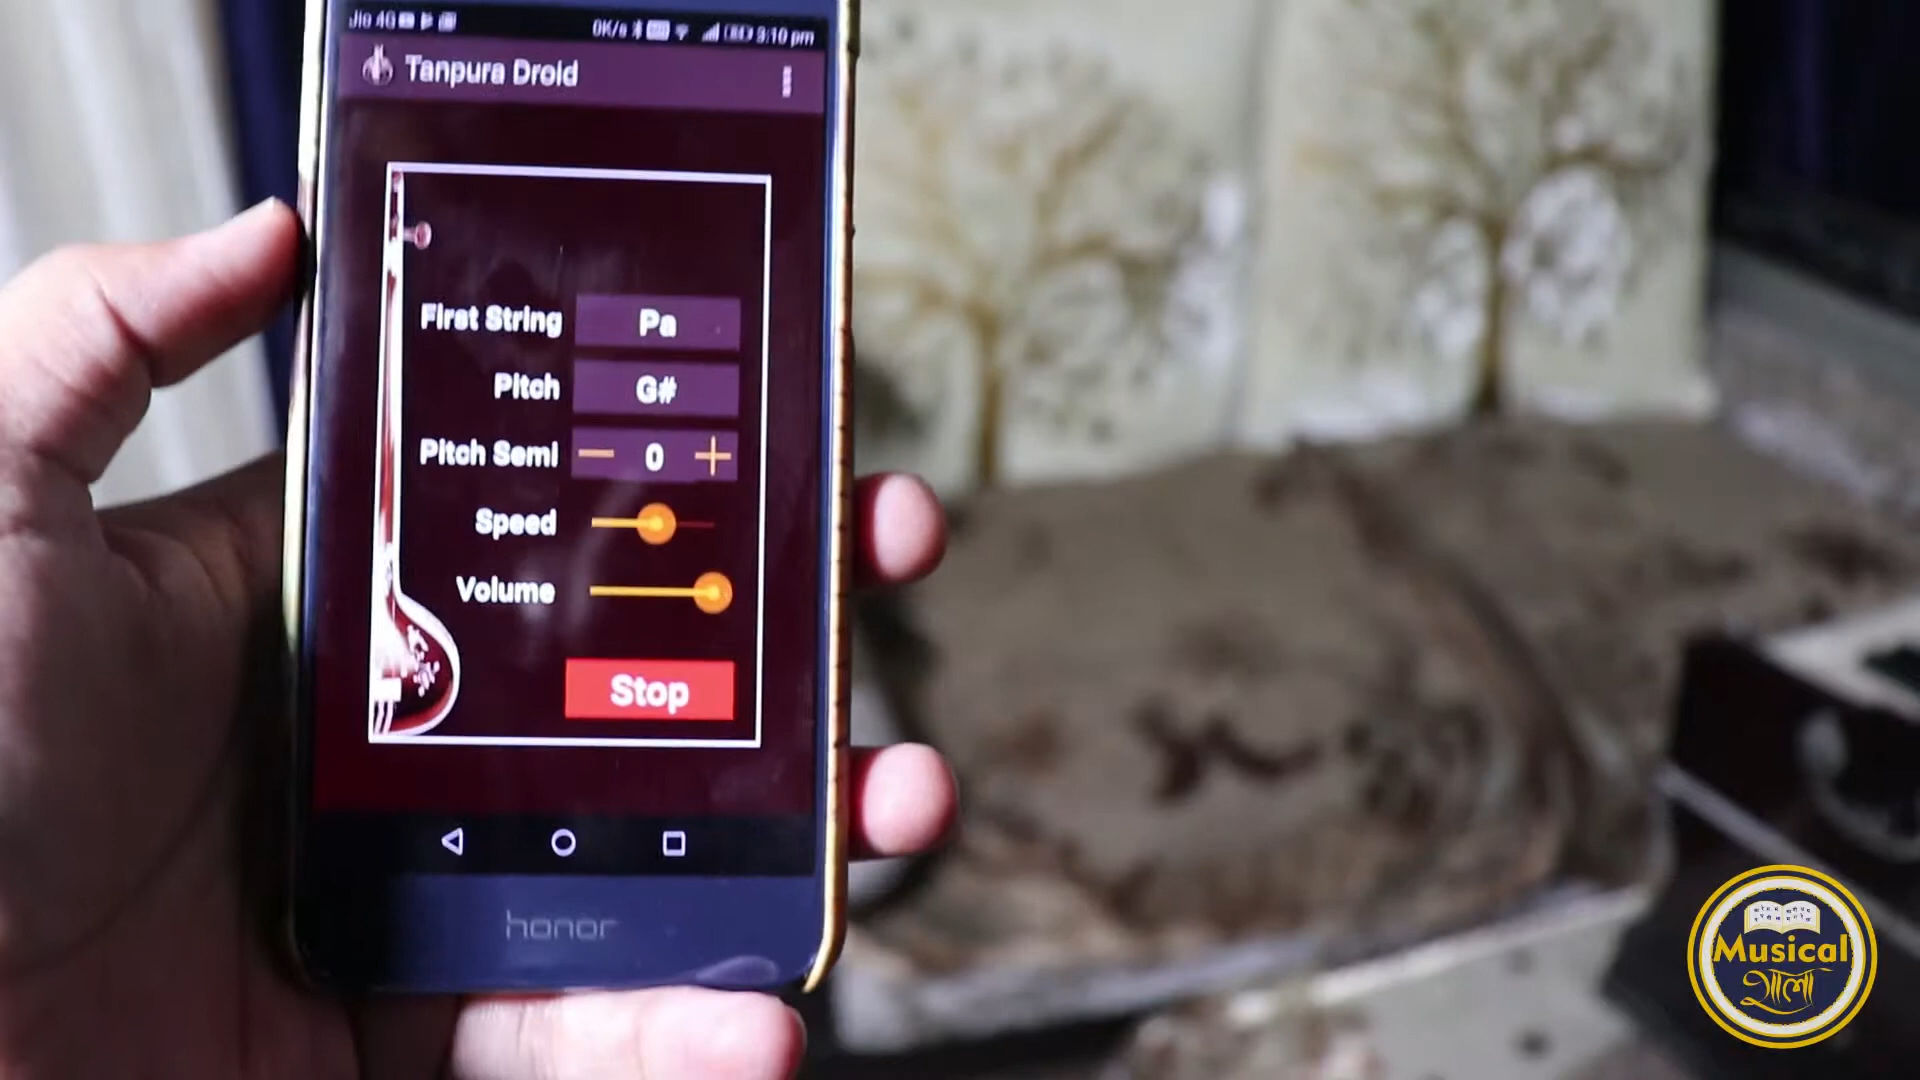 Jio 4G
0K/s 3:10 pm
Tanpura Droid
First String Pa
Pitch G#
Pitch Semi — 0 +
Speed
Volume
Stop
honor
Musical
শালা